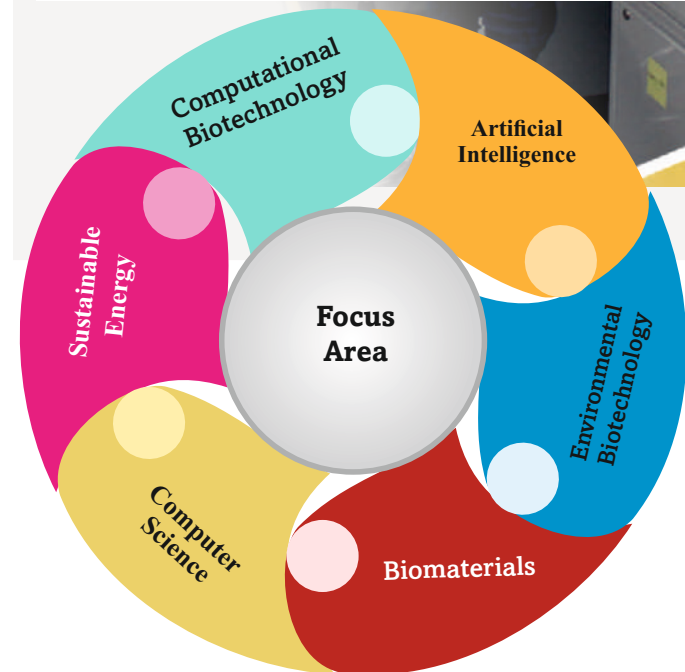 Computational
Biotechnology
Artificial
Intelligence
Environmental
Biotechnology
Biomaterials
Computer
Science
Sustainable
Energy
Focus
Area